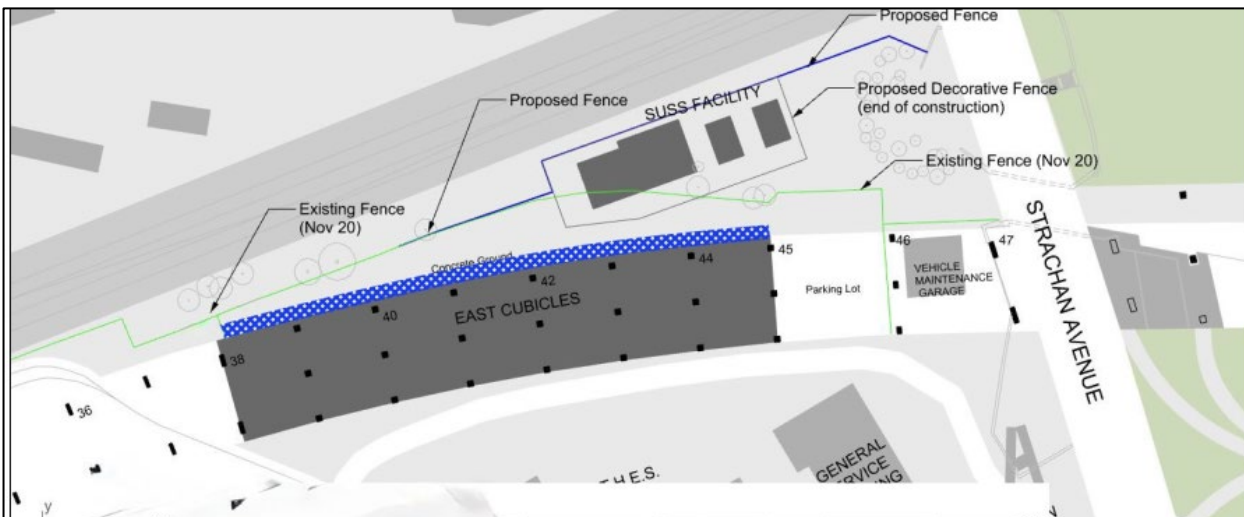 Proposed Fence
Proposed Fence
SUSS FACILITY
Proposed Decorative Fence
(end of construction)
Existing Fence (Nov 20)
Existing Fence
(Nov 20)
Concrete Ground
EAST CUBICLES
36
38
40
42
44
45
46
47
Parking Lot
VEHICLE
MAINTENANCE
GARAGE
STRACHAN AVENUE
T.H.E.S.
GENERAL
y